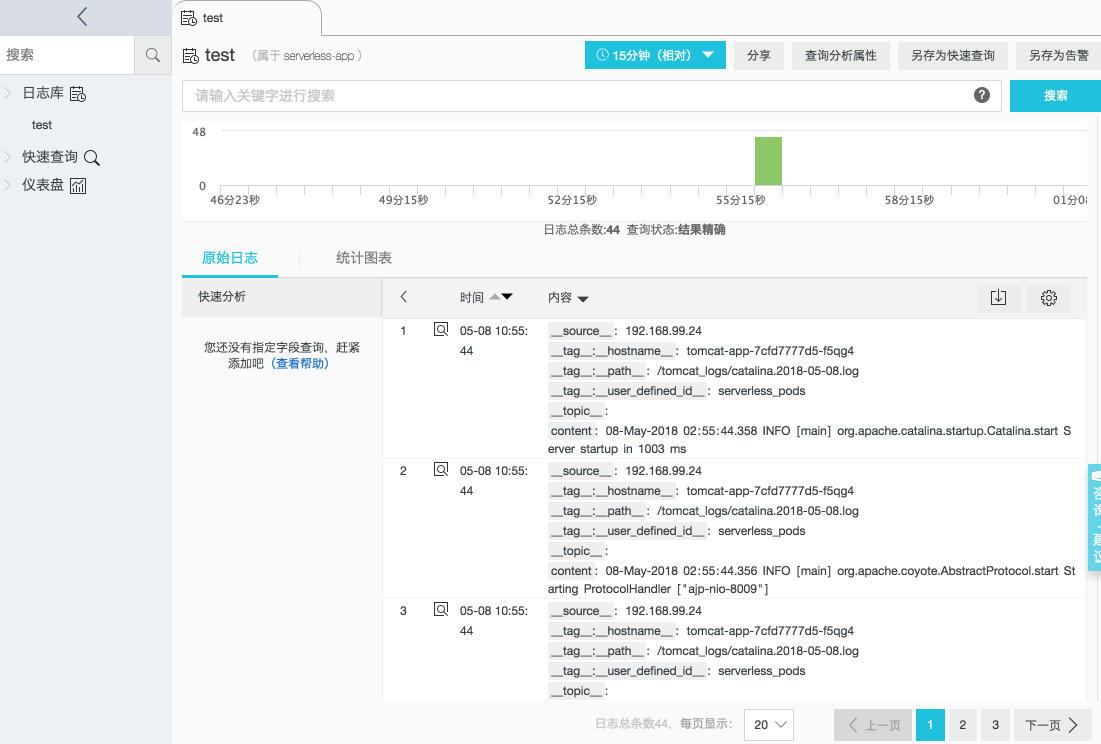 test
搜索
日志库
test
快速查询
仪表盘
test (属于 serverless-app )
15分钟（相对） 分享 查询分析属性 另存为快速查询 另存为告警
请输入关键字进行搜索 ? 搜索
48
0
46分23秒 49分15秒 52分15秒 55分15秒 58分15秒 01分0
日志总条数:44 查询状态:结果精确
原始日志 统计图表
快速分析
您还没有指定字段查询，赶紧
添加吧（查看帮助）
时间 内容
1 05-08 10:55: __source__: 192.168.99.24
44 __tag__:__hostname__: tomcat-app-7cfd7777d5-f5qg4
__tag__:__path__: /tomcat_logs/catalina.2018-05-08.log
__tag__:__user_defined_id__: serverless_pods
__topic__:
content: 08-May-2018 02:55:44.358 INFO [main] org.apache.catalina.startup.Catalina.start S
erver startup in 1003 ms
2 05-08 10:55: __source__: 192.168.99.24
44 __tag__:__hostname__: tomcat-app-7cfd7777d5-f5qg4
__tag__:__path__: /tomcat_logs/catalina.2018-05-08.log
__tag__:__user_defined_id__: serverless_pods
__topic__:
content: 08-May-2018 02:55:44.356 INFO [main] org.apache.coyote.AbstractProtocol.start Sta
rting ProtocolHandler ["ajp-nio-8009"]
3 05-08 10:55: __source__: 192.168.99.24
44 __tag__:__hostname__: tomcat-app-7cfd7777d5-f5qg4
__tag__:__path__: /tomcat_logs/catalina.2018-05-08.log
__tag__:__user_defined_id__: serverless_pods
__topic__:
日志总条数44，每页显示: 20 上一页 1 2 3 下一页
咨询·建议